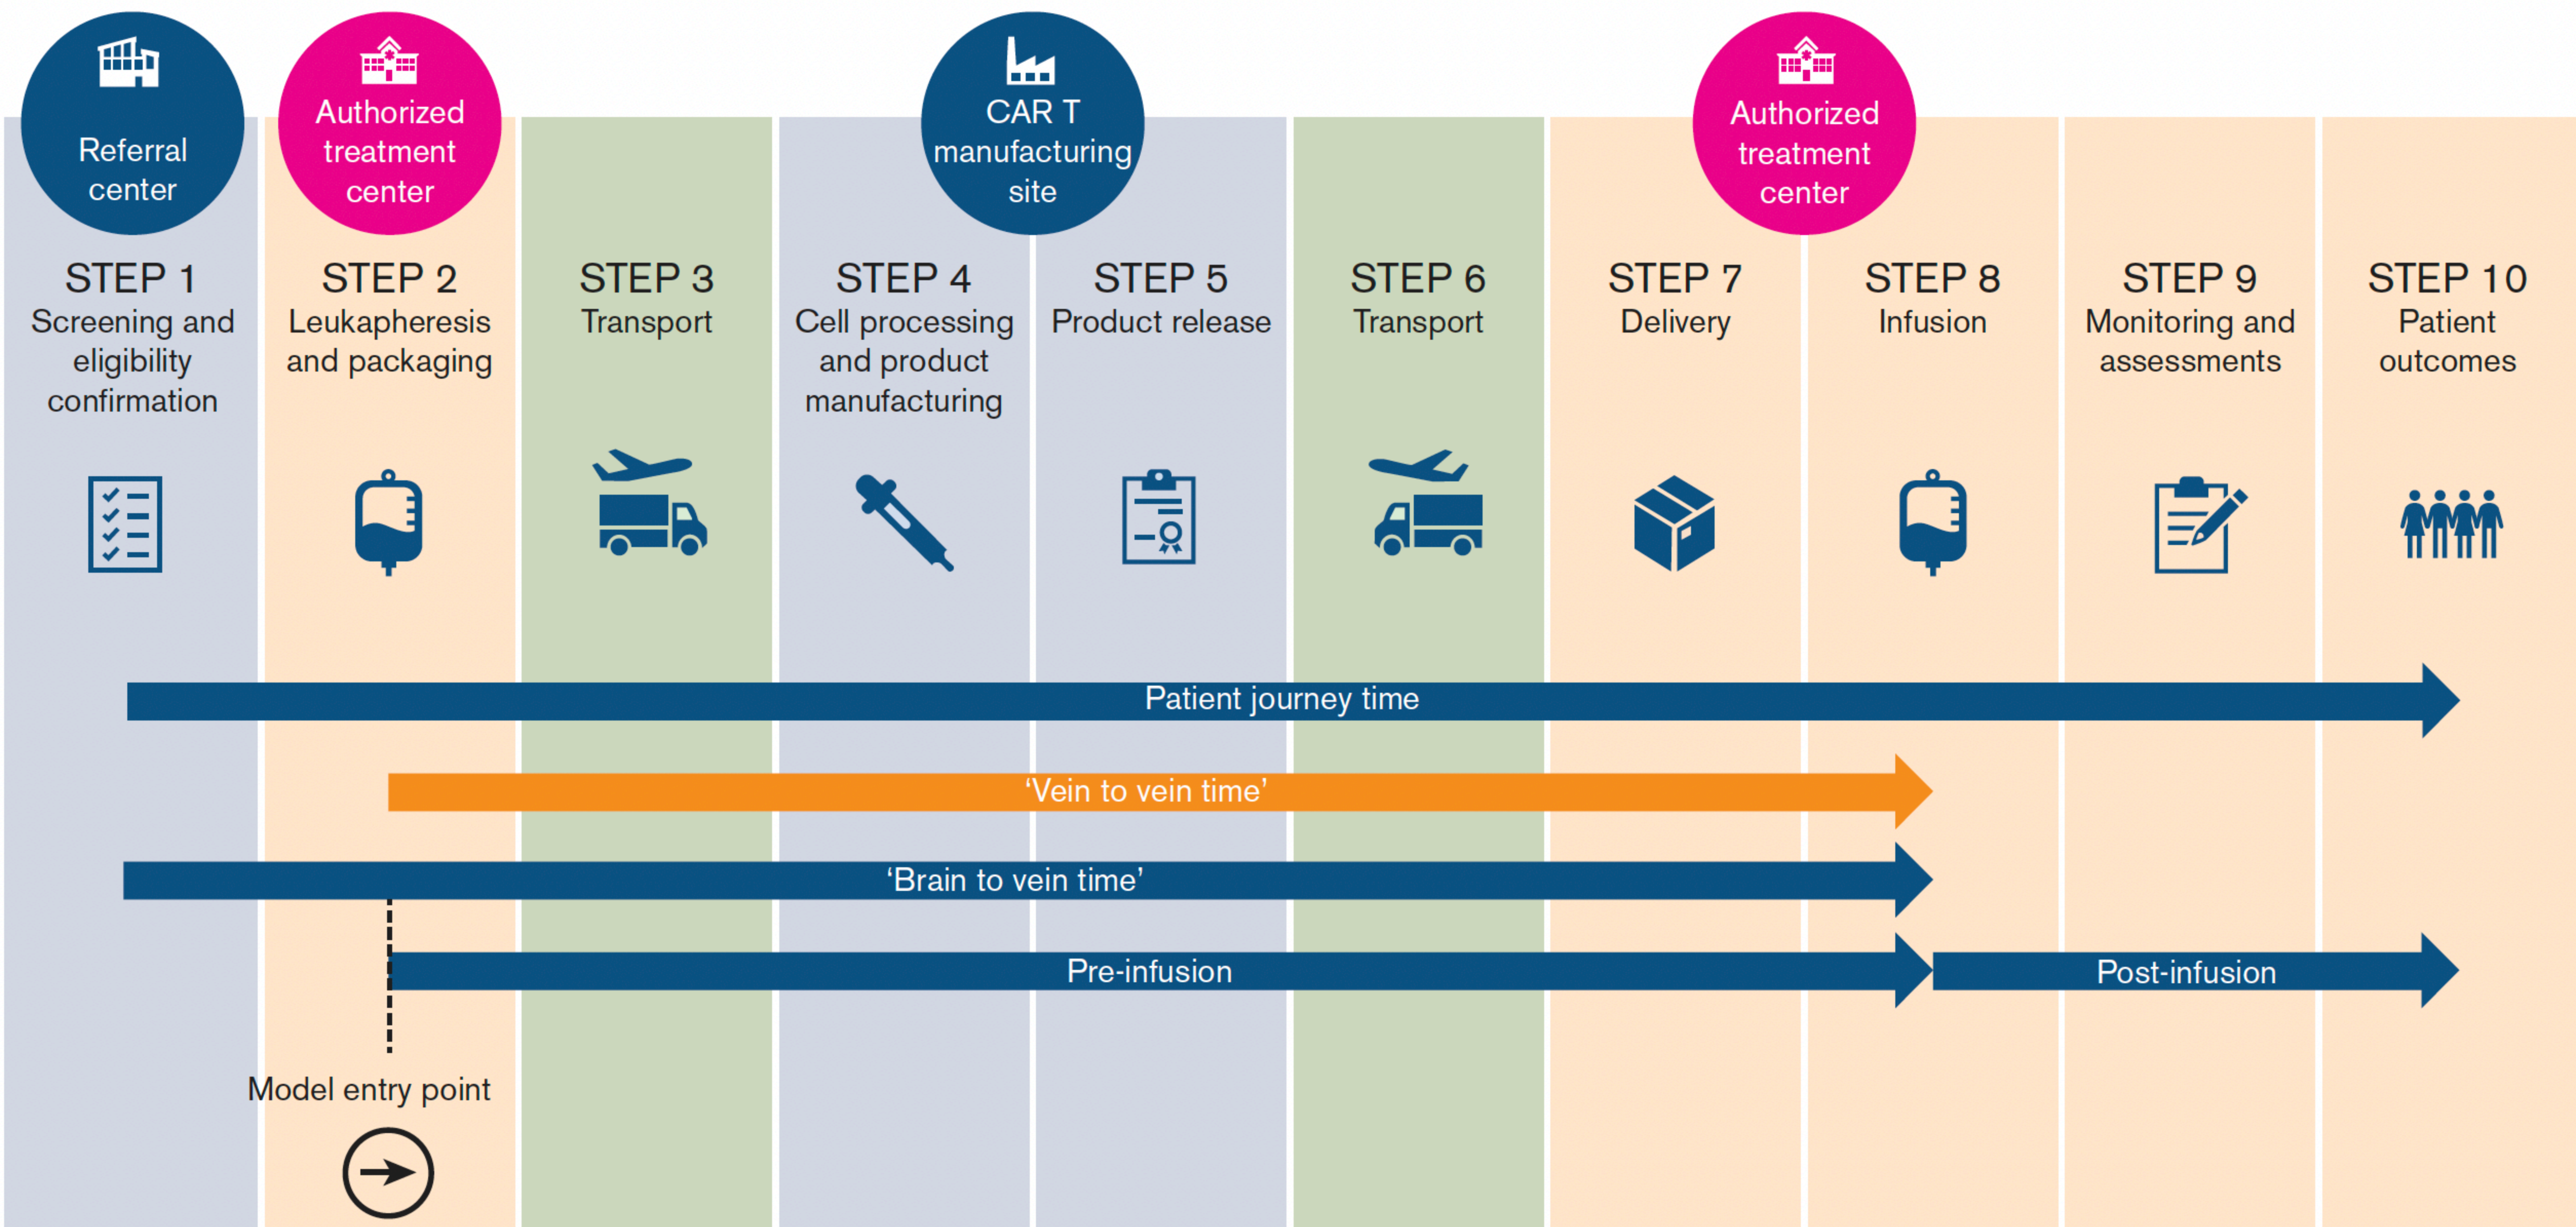 Referral
center
Authorized
treatment
center
CAR T
manufacturing
site
Authorized
treatment
center
STEP 1
Screening and
eligibility
confirmation
STEP 2
Leukapheresis
and packaging
STEP 3
Transport
STEP 4
Cell processing
and product
manufacturing
STEP 5
Product release
STEP 6
Transport
STEP 7
Delivery
STEP 8
Infusion
STEP 9
Monitoring and
assessments
STEP 10
Patient
outcomes
Patient journey time
‘Vein to vein time’
‘Brain to vein time’
Pre-infusion
Post-infusion
Model entry point